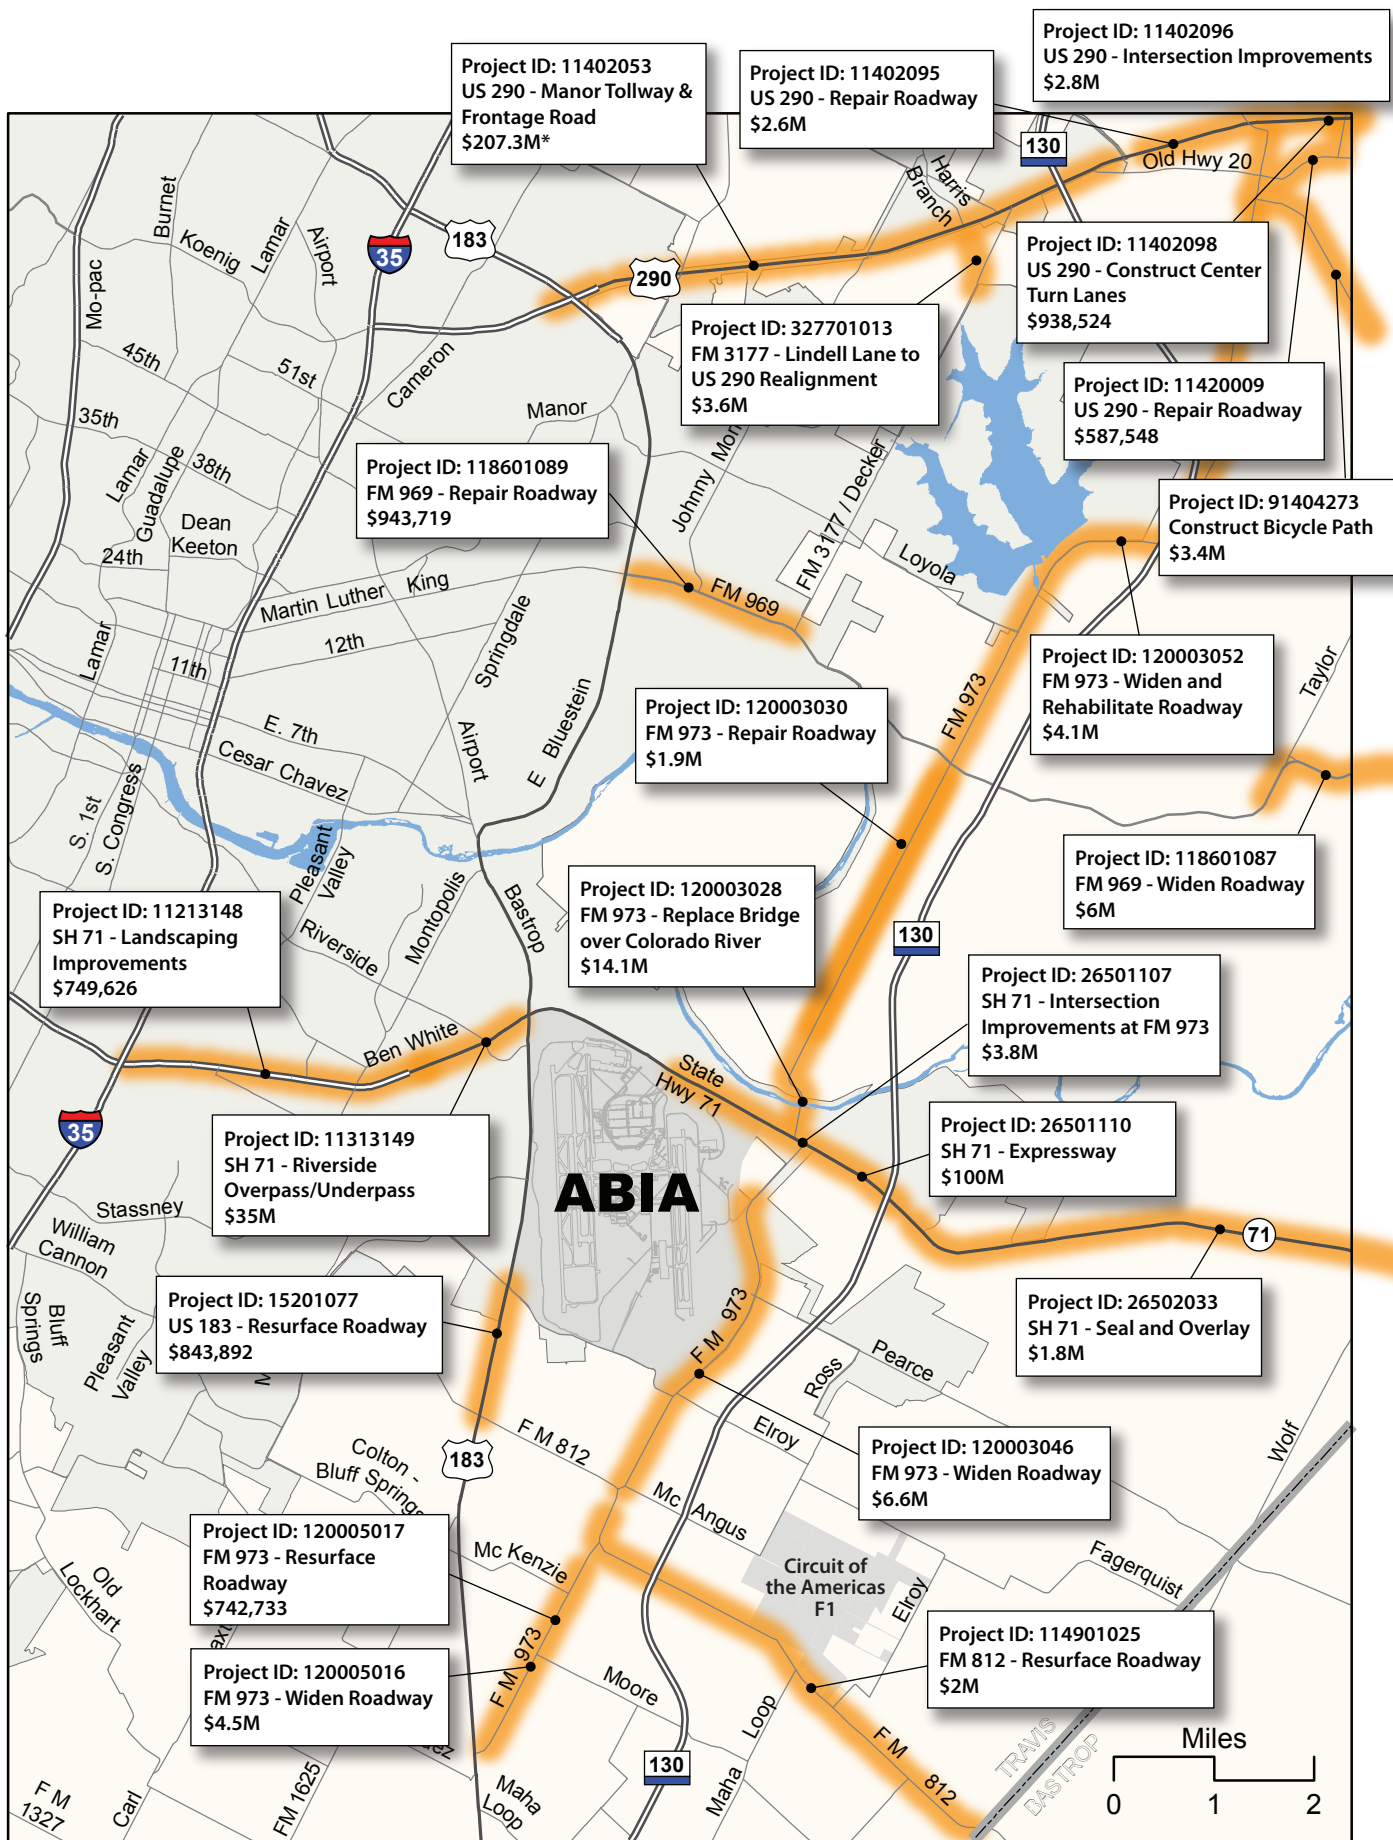 Project ID: 11402096
US 290 - Intersection Improvements
$2.8M
Project ID: 11402053
US 290 - Manor Tollway &
Frontage Road
$207.3M*
Project ID: 11402095
US 290 - Repair Roadway
$2.6M
130
Old Hwy 20
Harris
Branch
Burnet
Koenig
Lamar
Airport
183
35
290
Mo-pac
Project ID: 11402098
US 290 - Construct Center
Turn Lanes
$938,524
Project ID: 327701013
FM 3177 - Lindell Lane to
US 290 Realignment
$3.6M
45th
51st
Cameron
Manor
Project ID: 11420009
US 290 - Repair Roadway
$587,548
35th
38th
Lamar
Guadalupe
Dean
Keeton
24th
Project ID: 118601089
FM 969 - Repair Roadway
$943,719
Johnny Mor
FM 3177 / Decker
Loyola
Project ID: 91404273
Construct Bicycle Path
$3.4M
Martin Luther King
FM 969
12th
11th
Lamar
Springdale
Project ID: 120003052
FM 973 - Widen and
Rehabilitate Roadway
$4.1M
Taylor
FM 973
Project ID: 120003030
FM 973 - Repair Roadway
$1.9M
E. 7th
Cesar Chavez
Airport
E Bluestein
S. 1st
S. Congress
Pleasant
Valley
Montopolis
Bastrop
Riverside
Project ID: 118601087
FM 969 - Widen Roadway
$6M
Project ID: 120003028
FM 973 - Replace Bridge
over Colorado River
$14.1M
Project ID: 11213148
SH 71 - Landscaping
Improvements
$749,626
130
Project ID: 26501107
SH 71 - Intersection
Improvements at FM 973
$3.8M
Ben White
State
Hwy 71
35
Project ID: 11313149
SH 71 - Riverside
Overpass/Underpass
$35M
Project ID: 26501110
SH 71 - Expressway
$100M
ABIA
Stassney
William
Cannon
71
Bluff
Springs
Pleasant
Valley
Project ID: 15201077
US 183 - Resurface Roadway
$843,892
Project ID: 26502033
SH 71 - Seal and Overlay
$1.8M
F M 973
Ross
Pearce
Elroy
F M 812
Colton -
Bluff Springs
183
Mc Angus
Project ID: 120003046
FM 973 - Widen Roadway
$6.6M
Wolf
Project ID: 120005017
FM 973 - Resurface
Roadway
$742,733
Mc Kenzie
Old
Lockhart
Circuit of
the Americas
F1
Elroy
Fagerquist
Project ID: 114901025
FM 812 - Resurface Roadway
$2M
Project ID: 120005016
FM 973 - Widen Roadway
$4.5M
F M 973
Moore
Maha
Loop
130
Maha Loop
F M 812
F M
1327
Carl
FM 1625
TRAVIS
BASTROP
Miles
0 1 2